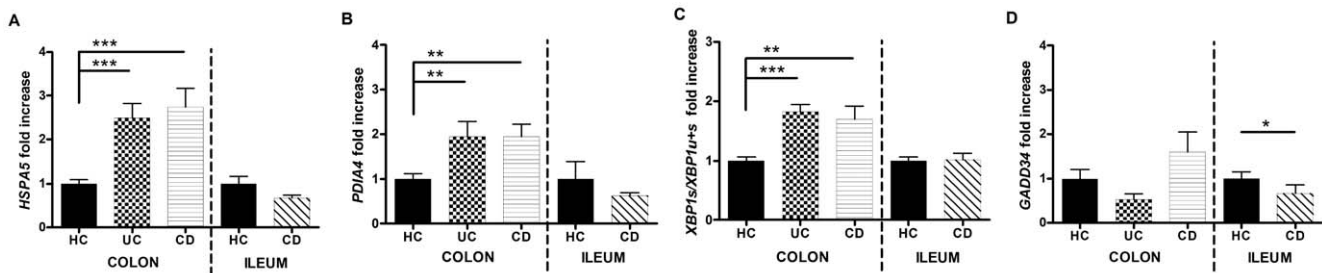 A
HSPA5 fold increase
5
4
3
2
1
0
***
***
HC UC CD HC CD
COLON ILEUM
B
PDIA4 fold increase
4
3
2
1
0
**
**
HC UC CD HC CD
COLON ILEUM
C
XBP1s/XBP1u+s fold increase
3
2
1
0
**
***
HC UC CD HC CD
COLON ILEUM
D
GADD34 fold increase
4
3
2
1
0
*
HC UC CD HC CD
COLON ILEUM